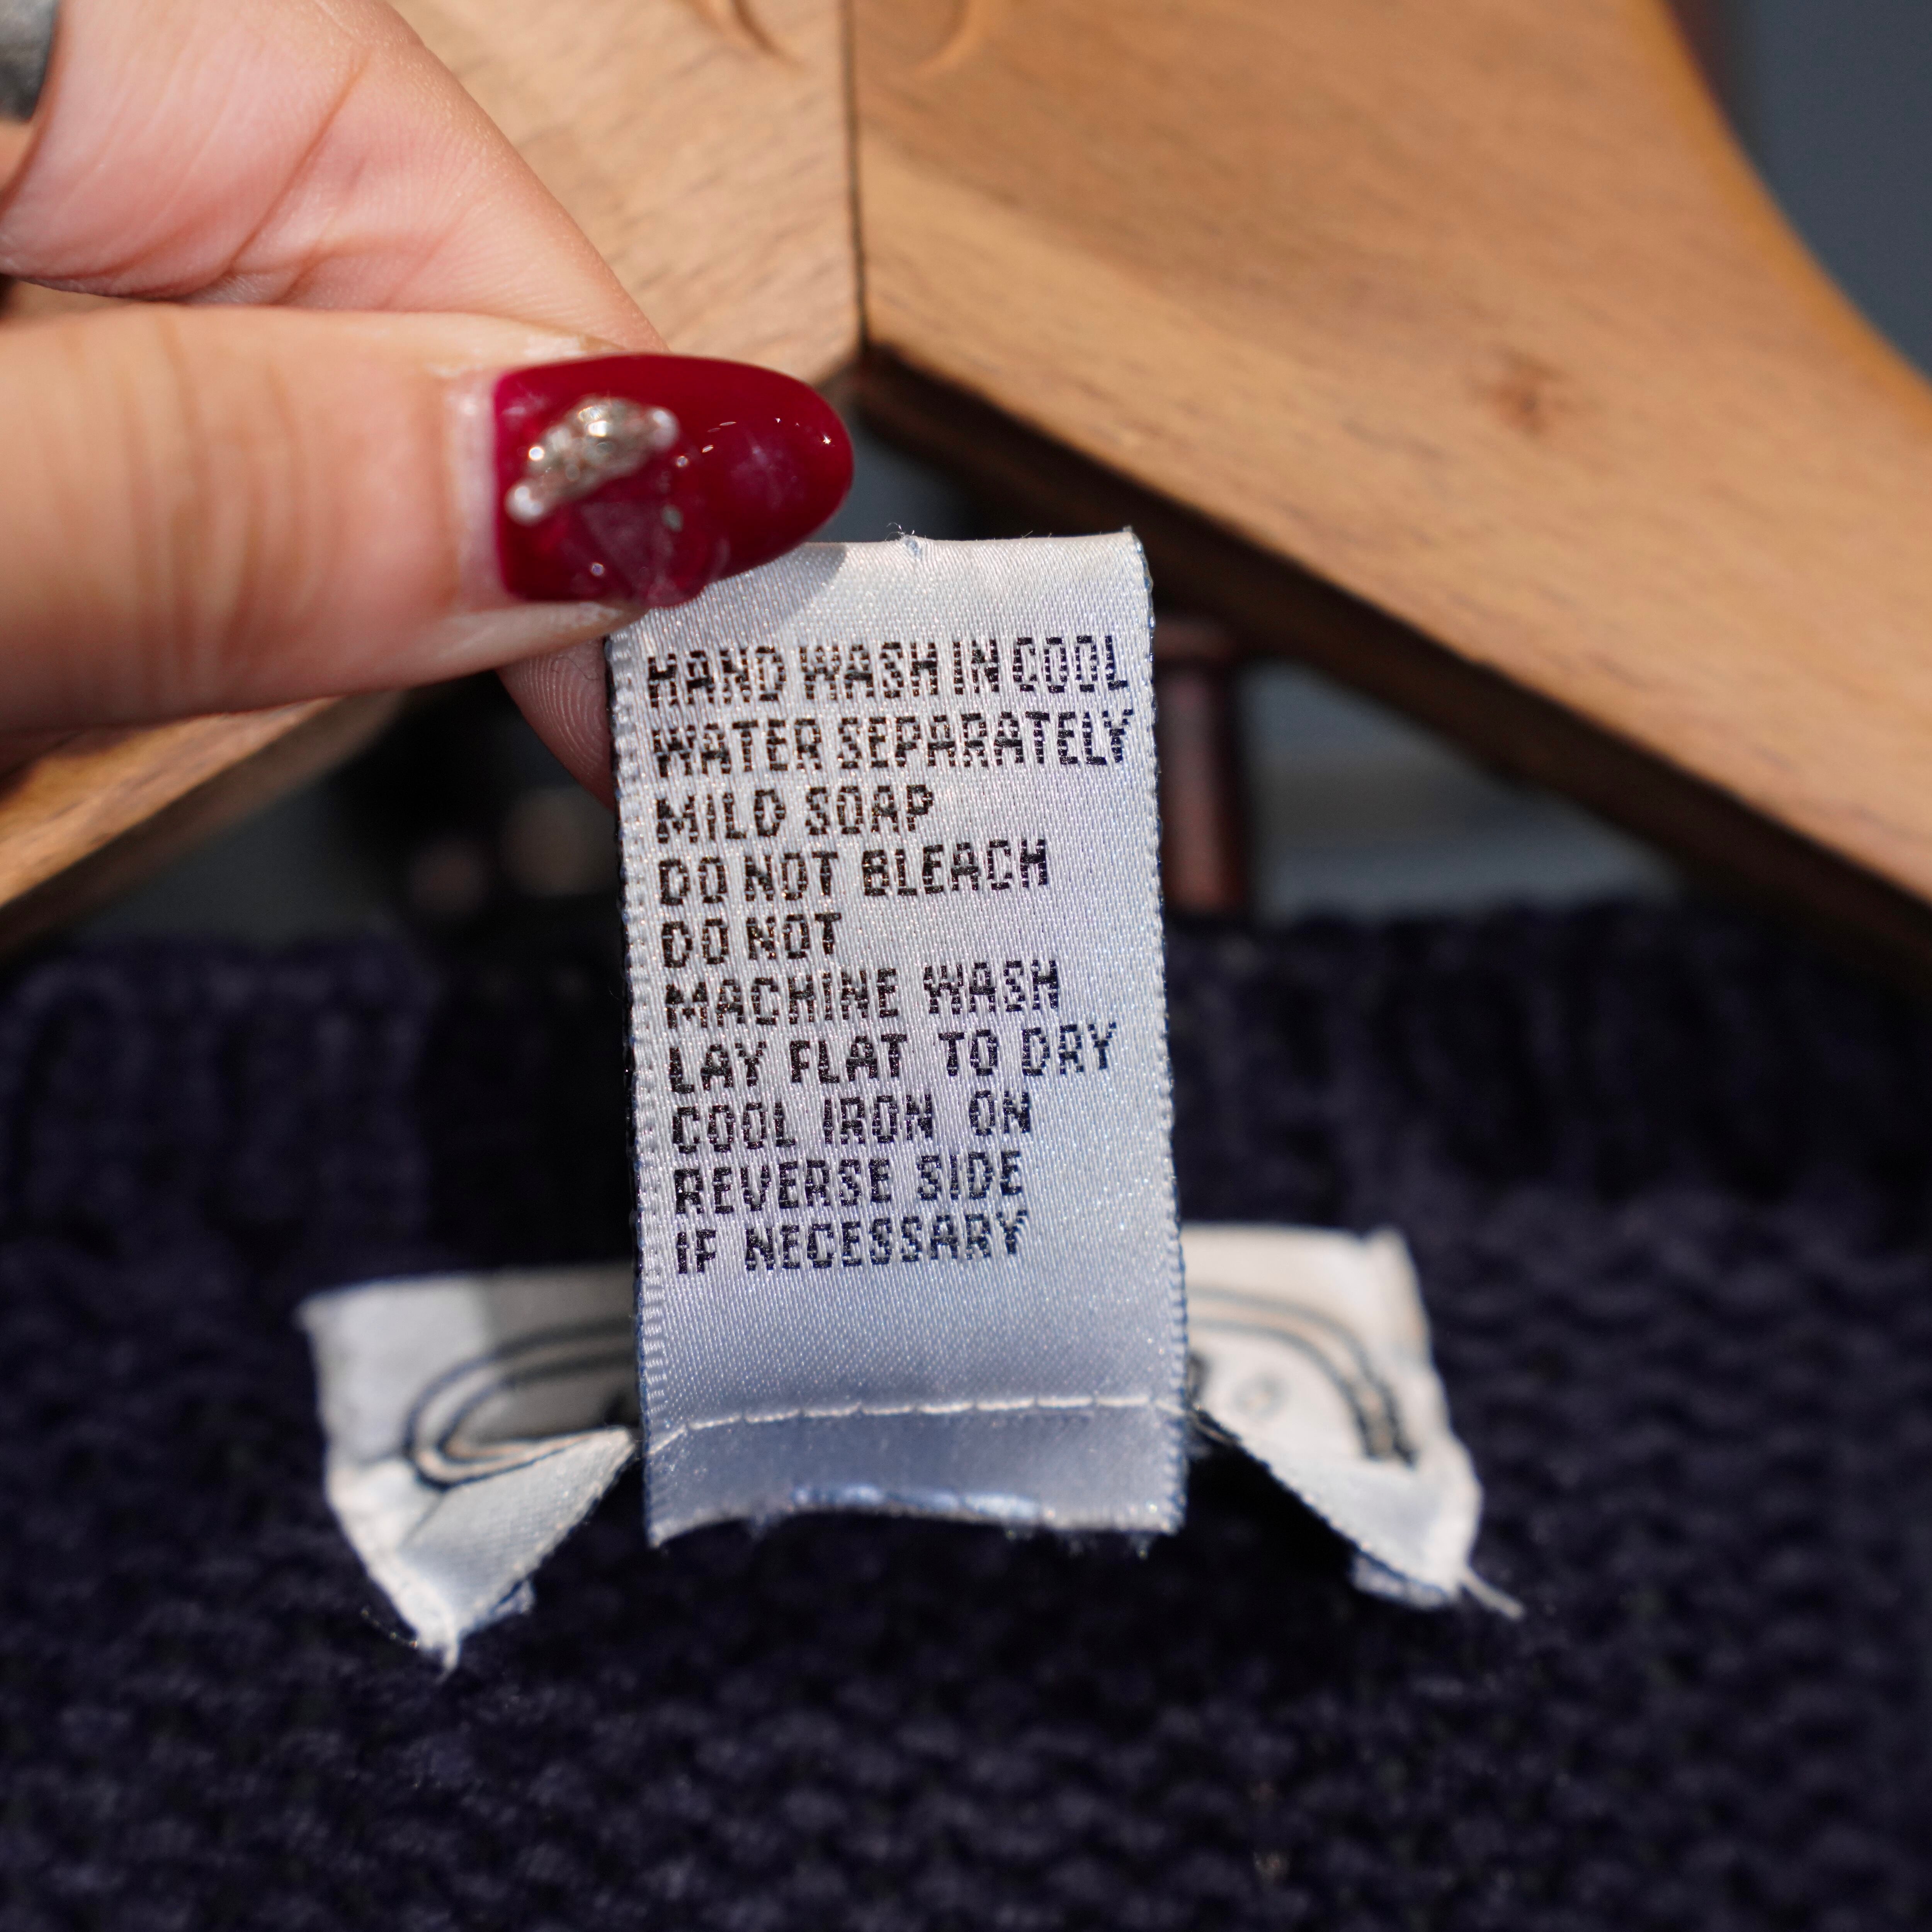 HAND WASH IN COOL
WATER SEPARATELY
MILD SOAP
DO NOT BLEACH
DO NOT
MACHINE WASH
LAY FLAT TO DRY
COOL IRON ON
REVERSE SIDE
IF NECESSARY